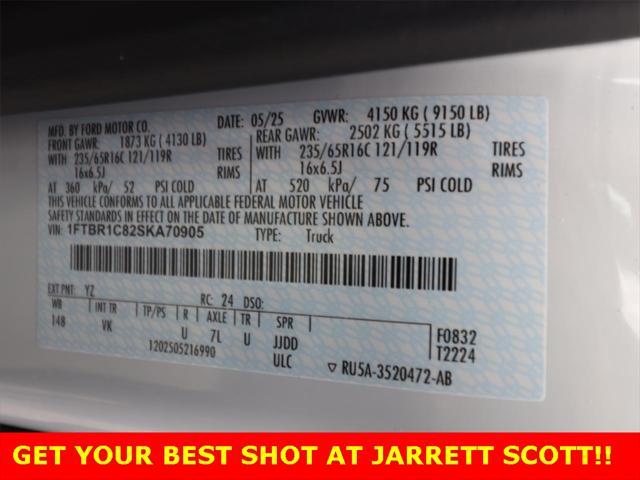 MFD. BY FORD MOTOR CO.
DATE: 05/25 GVWR: 4150 KG ( 9150 LB)
FRONT GAWR: 1873 KG ( 4130 LB)
REAR GAWR: 2502 KG ( 5515 LB)
WITH 235/65R16C 121/119R TIRES
WITH 235/65R16C 121/119R TIRES
16x6.5J RIMS
16x6.5J RIMS
AT 360 kPa/ 52 PSI COLD
AT 520 kPa/ 75 PSI COLD
THIS VEHICLE CONFORMS TO ALL APPLICABLE FEDERAL MOTOR VEHICLE
SAFETY STANDARDS IN EFFECT ON THE DATE OF MANUFACTURE SHOWN ABOVE.
VIN: 1FTBR1C82SKA70905 TYPE: Truck
EXT PNT: YZ RC: 24 DSO:
WB INT TR TP/PS R AXLE TR SPR
148 VK U 7L U JJDD
ULC
F0832
T2224
1202505216990
▽ RU5A-3520472-AB
GET YOUR BEST SHOT AT JARRETT SCOTT!!